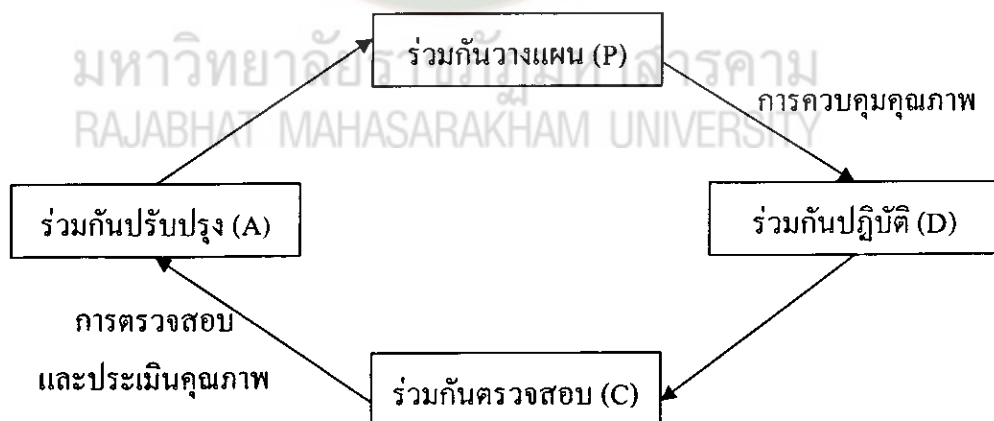 ร่วมกันวางแผน (P)
มหาวิทยาลัยราชภัฏมหาสารคาม
RAJABHAT MAHASARAKHAM UNIVERSITY
การควบคุมคุณภาพ
ร่วมกันปรับปรุง (A)
ร่วมกันปฏิบัติ (D)
การตรวจสอบ
และประเมินคุณภาพ
ร่วมกันตรวจสอบ (C)